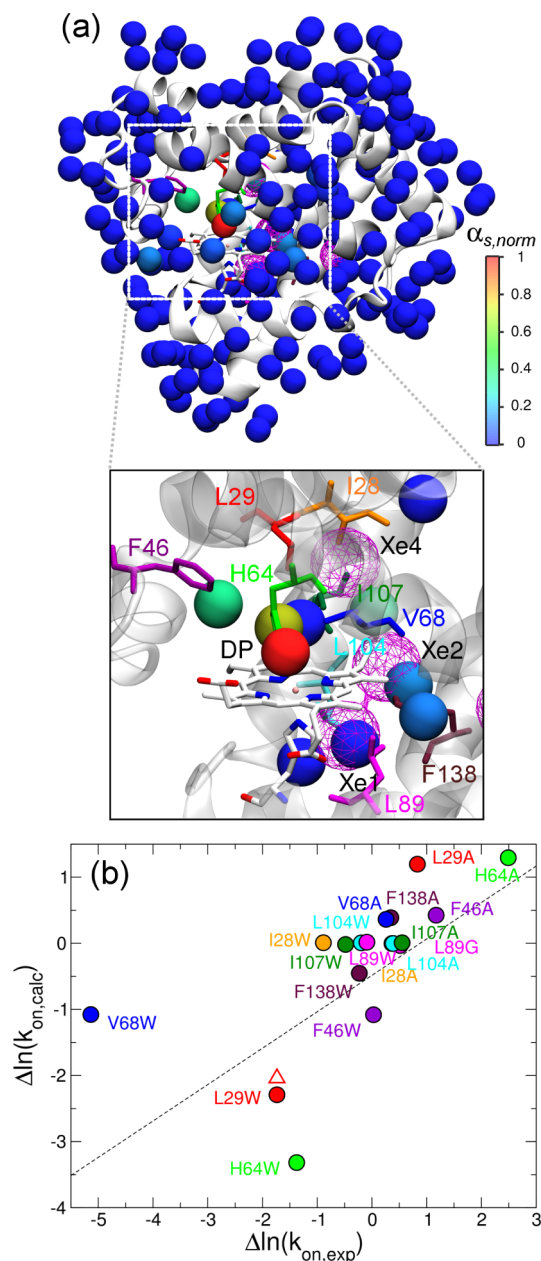 (a)
αs,norm
1
0.8
0.6
0.4
0.2
0
L29
I28
F46
Xe4
H64
I107
V68
DP
L104
Xe2
F138
Xe1
L89
(b)
L29A
H64A
V68A
F138A
F46A
L104W
I28W
I107A
L89W
L89G
I107W
L104A
F138W
I28A
V68W
F46W
L29W
H64W
1
0
-1
-2
-3
-4
-5
-4
-3
-2
-1
0
1
2
3
Δln(kon,calc)
Δln(kon,exp)